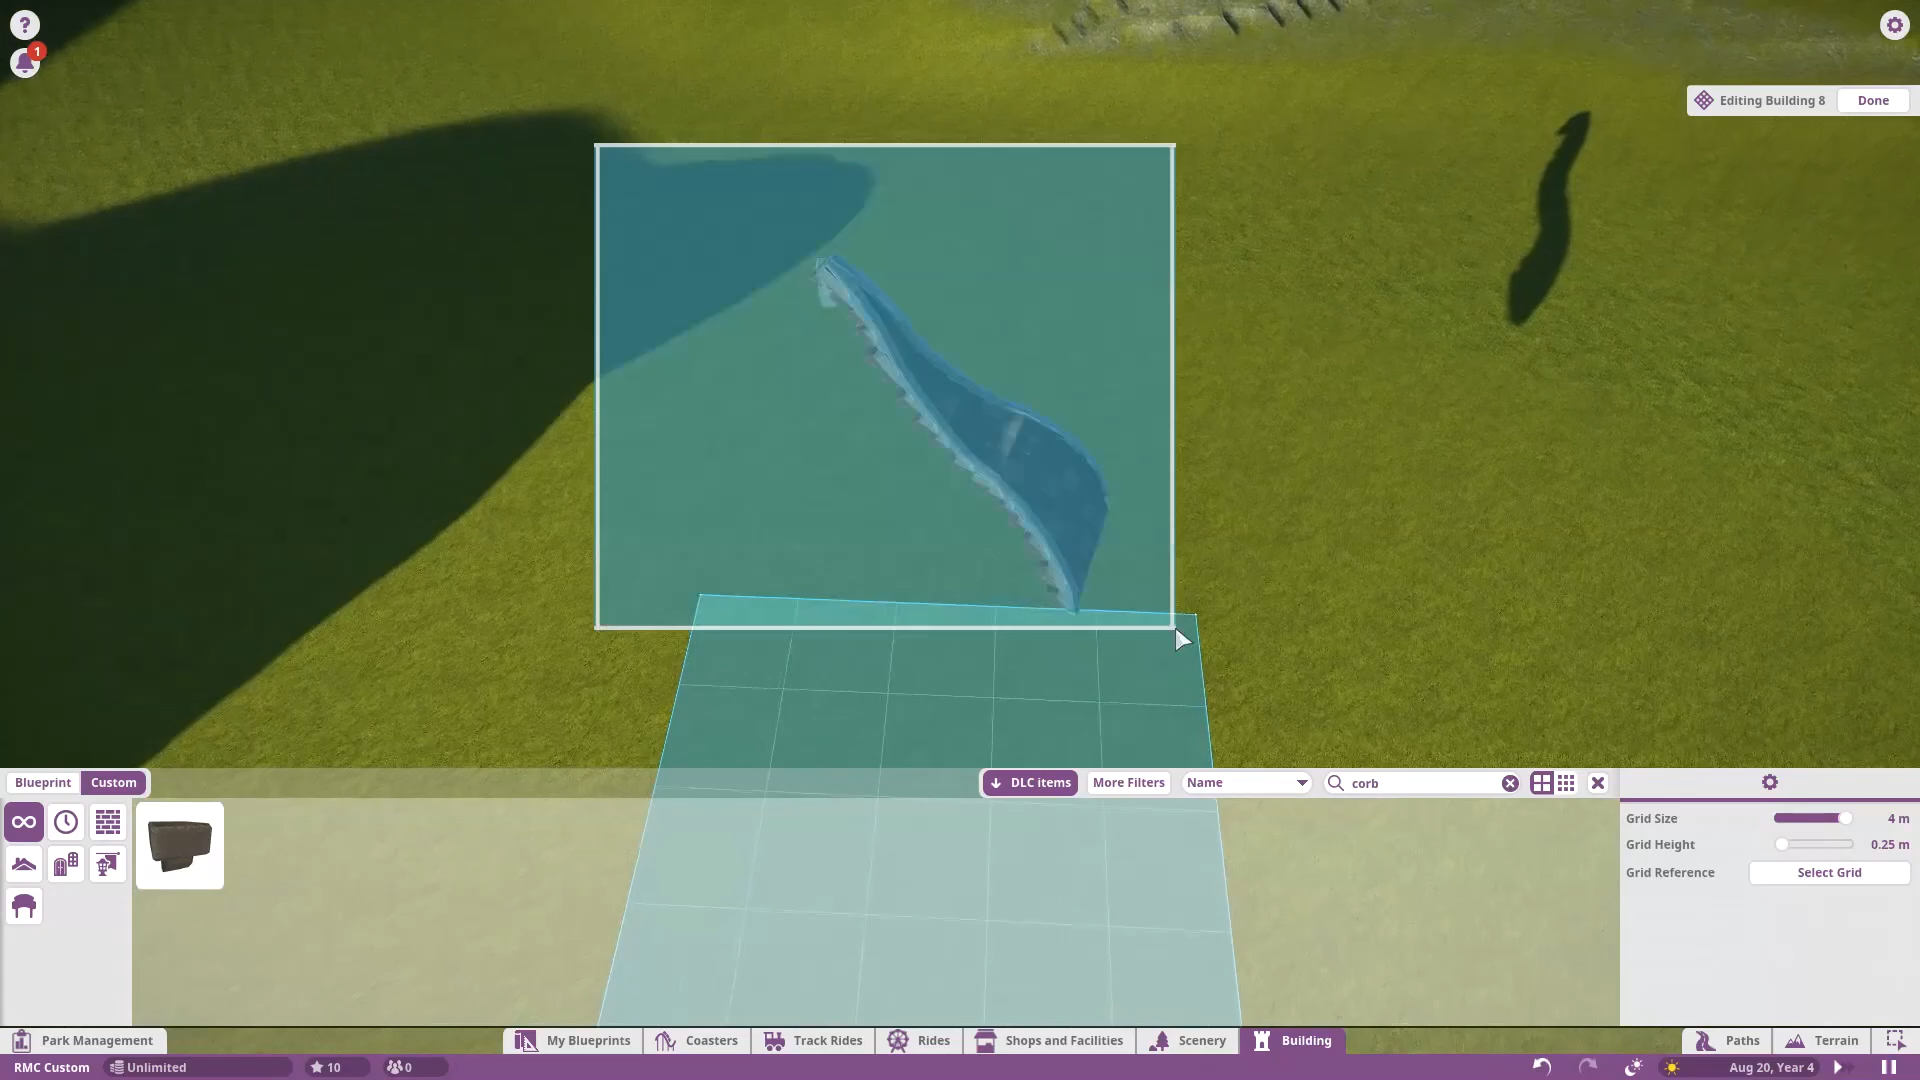 ?
1
Editing Building 8
Done
Blueprint
Custom
DLC items
More Filters
Name
corb
Grid Size
4 m
Grid Height
0.25 m
Grid Reference
Select Grid
Park Management
My Blueprints
Coasters
Track Rides
Rides
Shops and Facilities
Scenery
Building
Paths
Terrain
RMC Custom
Unlimited
10
0
Aug 20, Year 4